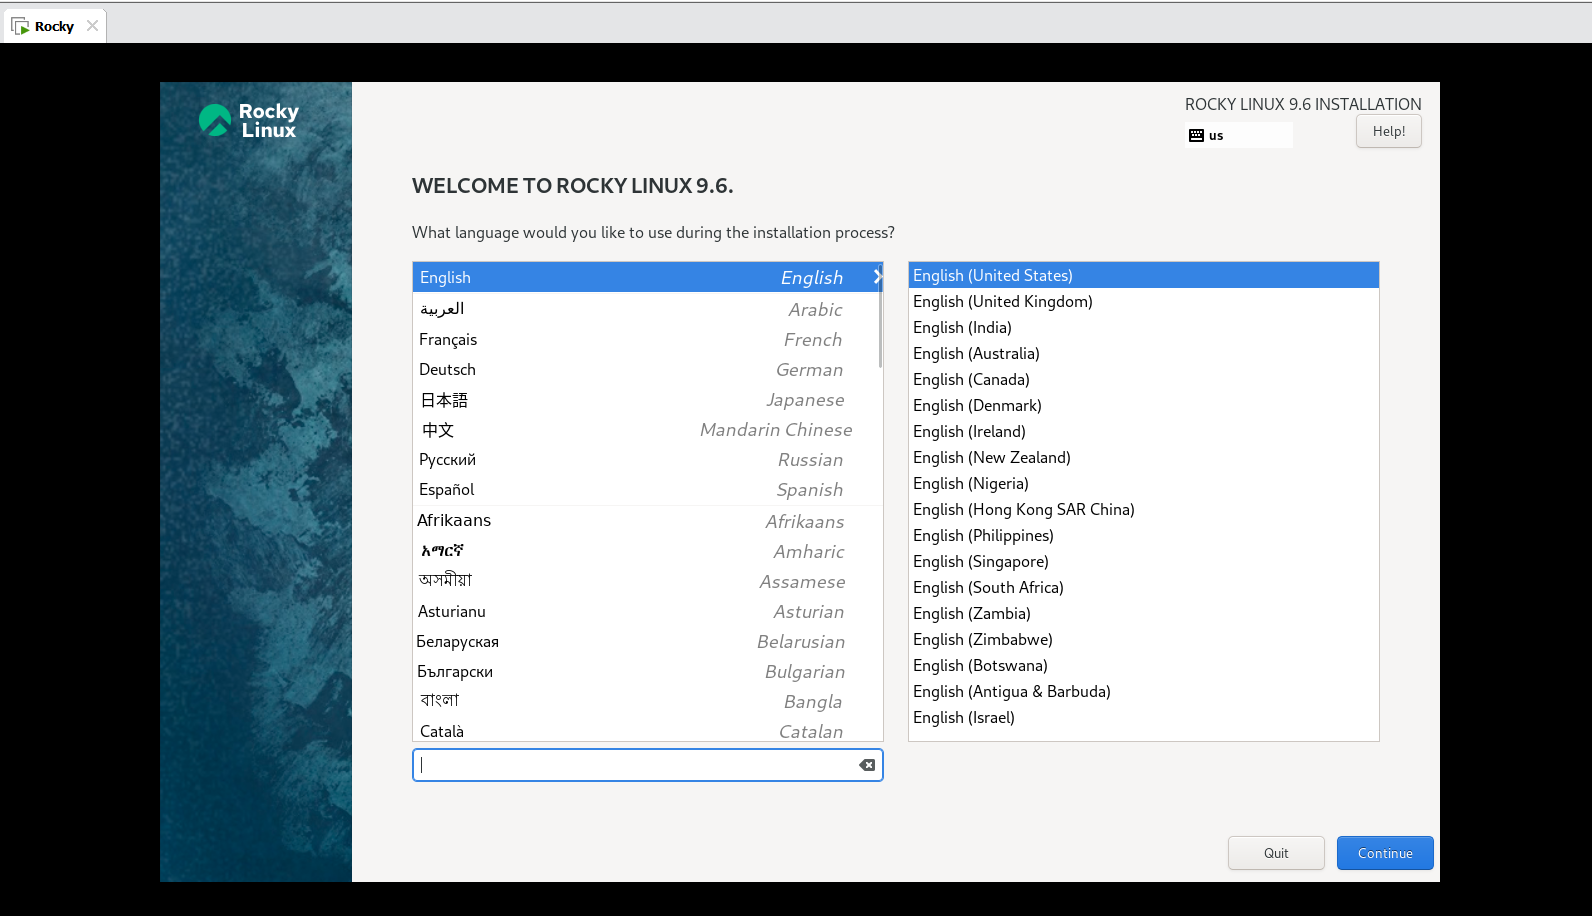 Rocky
Rocky
Linux
ROCKY LINUX 9.6 INSTALLATION
us
Help!
WELCOME TO ROCKY LINUX 9.6.
What language would you like to use during the installation process?
English English
العربية Arabic
Français French
Deutsch German
日本語 Japanese
中文 Mandarin Chinese
Русский Russian
Español Spanish
Afrikaans Afrikaans
አማርኛ Amharic
অসমীয়া Assamese
Asturianu Asturian
Беларуская Belarusian
Български Bulgarian
বাংলা Bangla
Català Catalan
English (United States)
English (United Kingdom)
English (India)
English (Australia)
English (Canada)
English (Denmark)
English (Ireland)
English (New Zealand)
English (Nigeria)
English (Hong Kong SAR China)
English (Philippines)
English (Singapore)
English (South Africa)
English (Zambia)
English (Zimbabwe)
English (Botswana)
English (Antigua & Barbuda)
English (Israel)
Quit
Continue